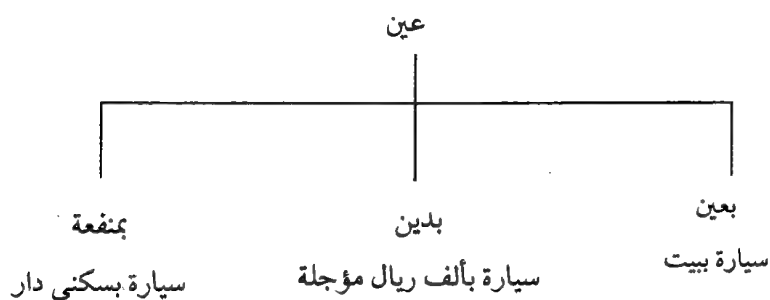 عين
بعين
سيارة ببيت
بدين
سيارة بألف ريال مؤجلة
بمنفعة
سيارة بسكنى دار